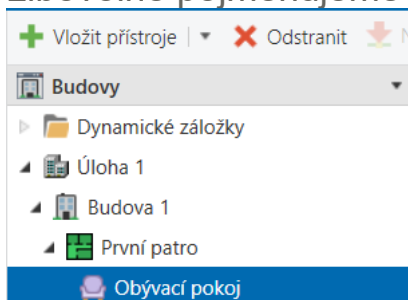 Vložit přístroje
Odstranit
Budovy
Dynamické záložky
Úloha 1
Budova 1
První patro
Obývací pokoj